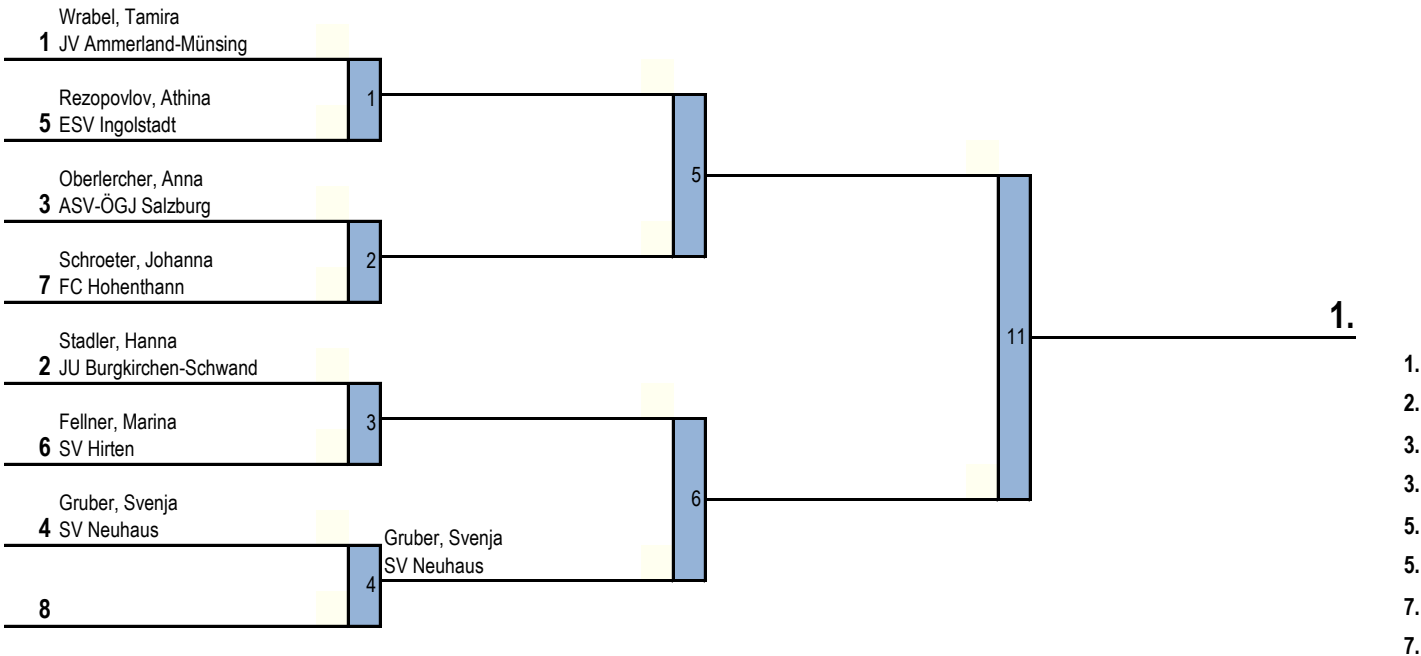 Wrabel, Tamira
1 JV Ammerland-Münsing
1
Rezopovlov, Athina
5 ESV Ingolstadt
5
Oberlercher, Anna
3 ASV-ÖGJ Salzburg
2
Schroeter, Johanna
7 FC Hohenthann
11
1.
Stadler, Hanna
2 JU Burgkirchen-Schwand
3
Fellner, Marina
6 SV Hirten
6
Gruber, Svenja
4 SV Neuhaus
4
Gruber, Svenja
SV Neuhaus
8
1.
2.
3.
3.
5.
5.
7.
7.